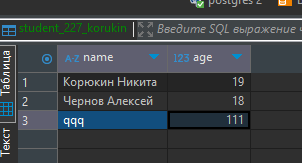 postgres 2
student_227_korukin
Введите SQL выражение ч
Таблица
Текст
A-Z name
123 age
1 Корюкин Никита 19
2 Чернов Алексей 18
3 qqq 111